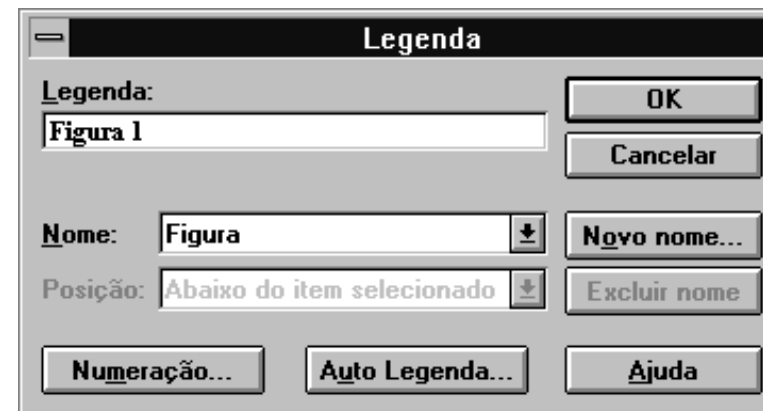 Legenda
Legenda:
Figura 1
OK
Cancelar
Nome: Figura
Novo nome...
Posição: Abaixo do item selecionado
Excluir nome
Numeração...
Auto Legenda...
Ajuda